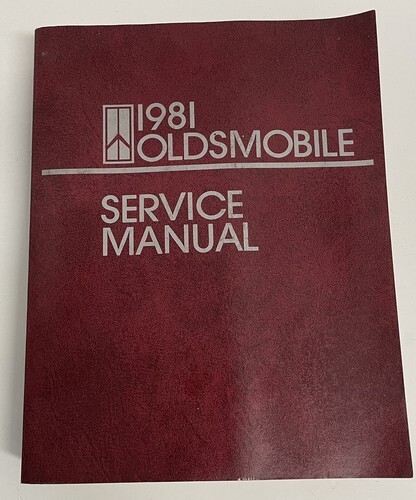 1981
OLDSMOBILE
SERVICE
MANUAL